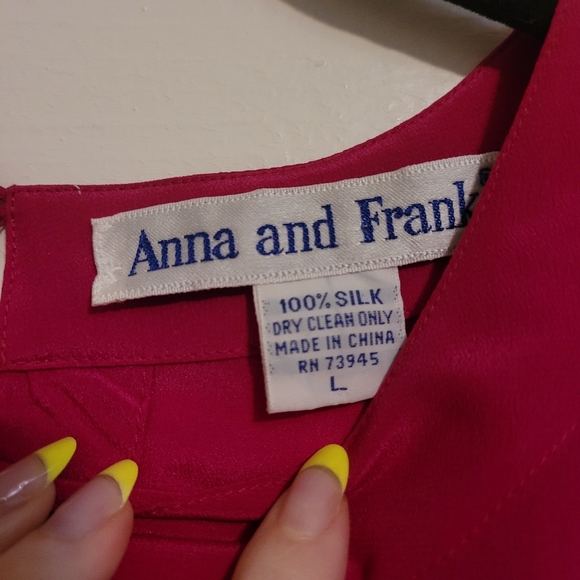 Anna and Frank
100% SILK
DRY CLEAN ONLY
MADE IN CHINA
RN 73945
L